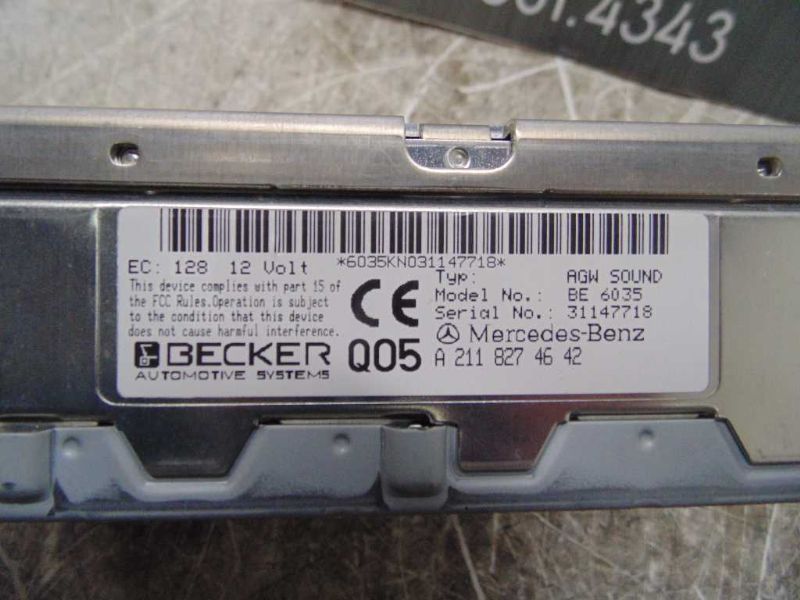 .4343
*6035KN031147718*
EC: 128 12 Volt
This device complies with part 15 of
the FCC Rules.Operation is subject
to the condition that this device
does not cause harmful interference.
CE
Typ: AGW SOUND
Model No.: BE 6035
Serial No.: 31147718
Mercedes-Benz
BECKER
AUTOMOTIVE SYSTEMS
Q05
A 211 827 46 42